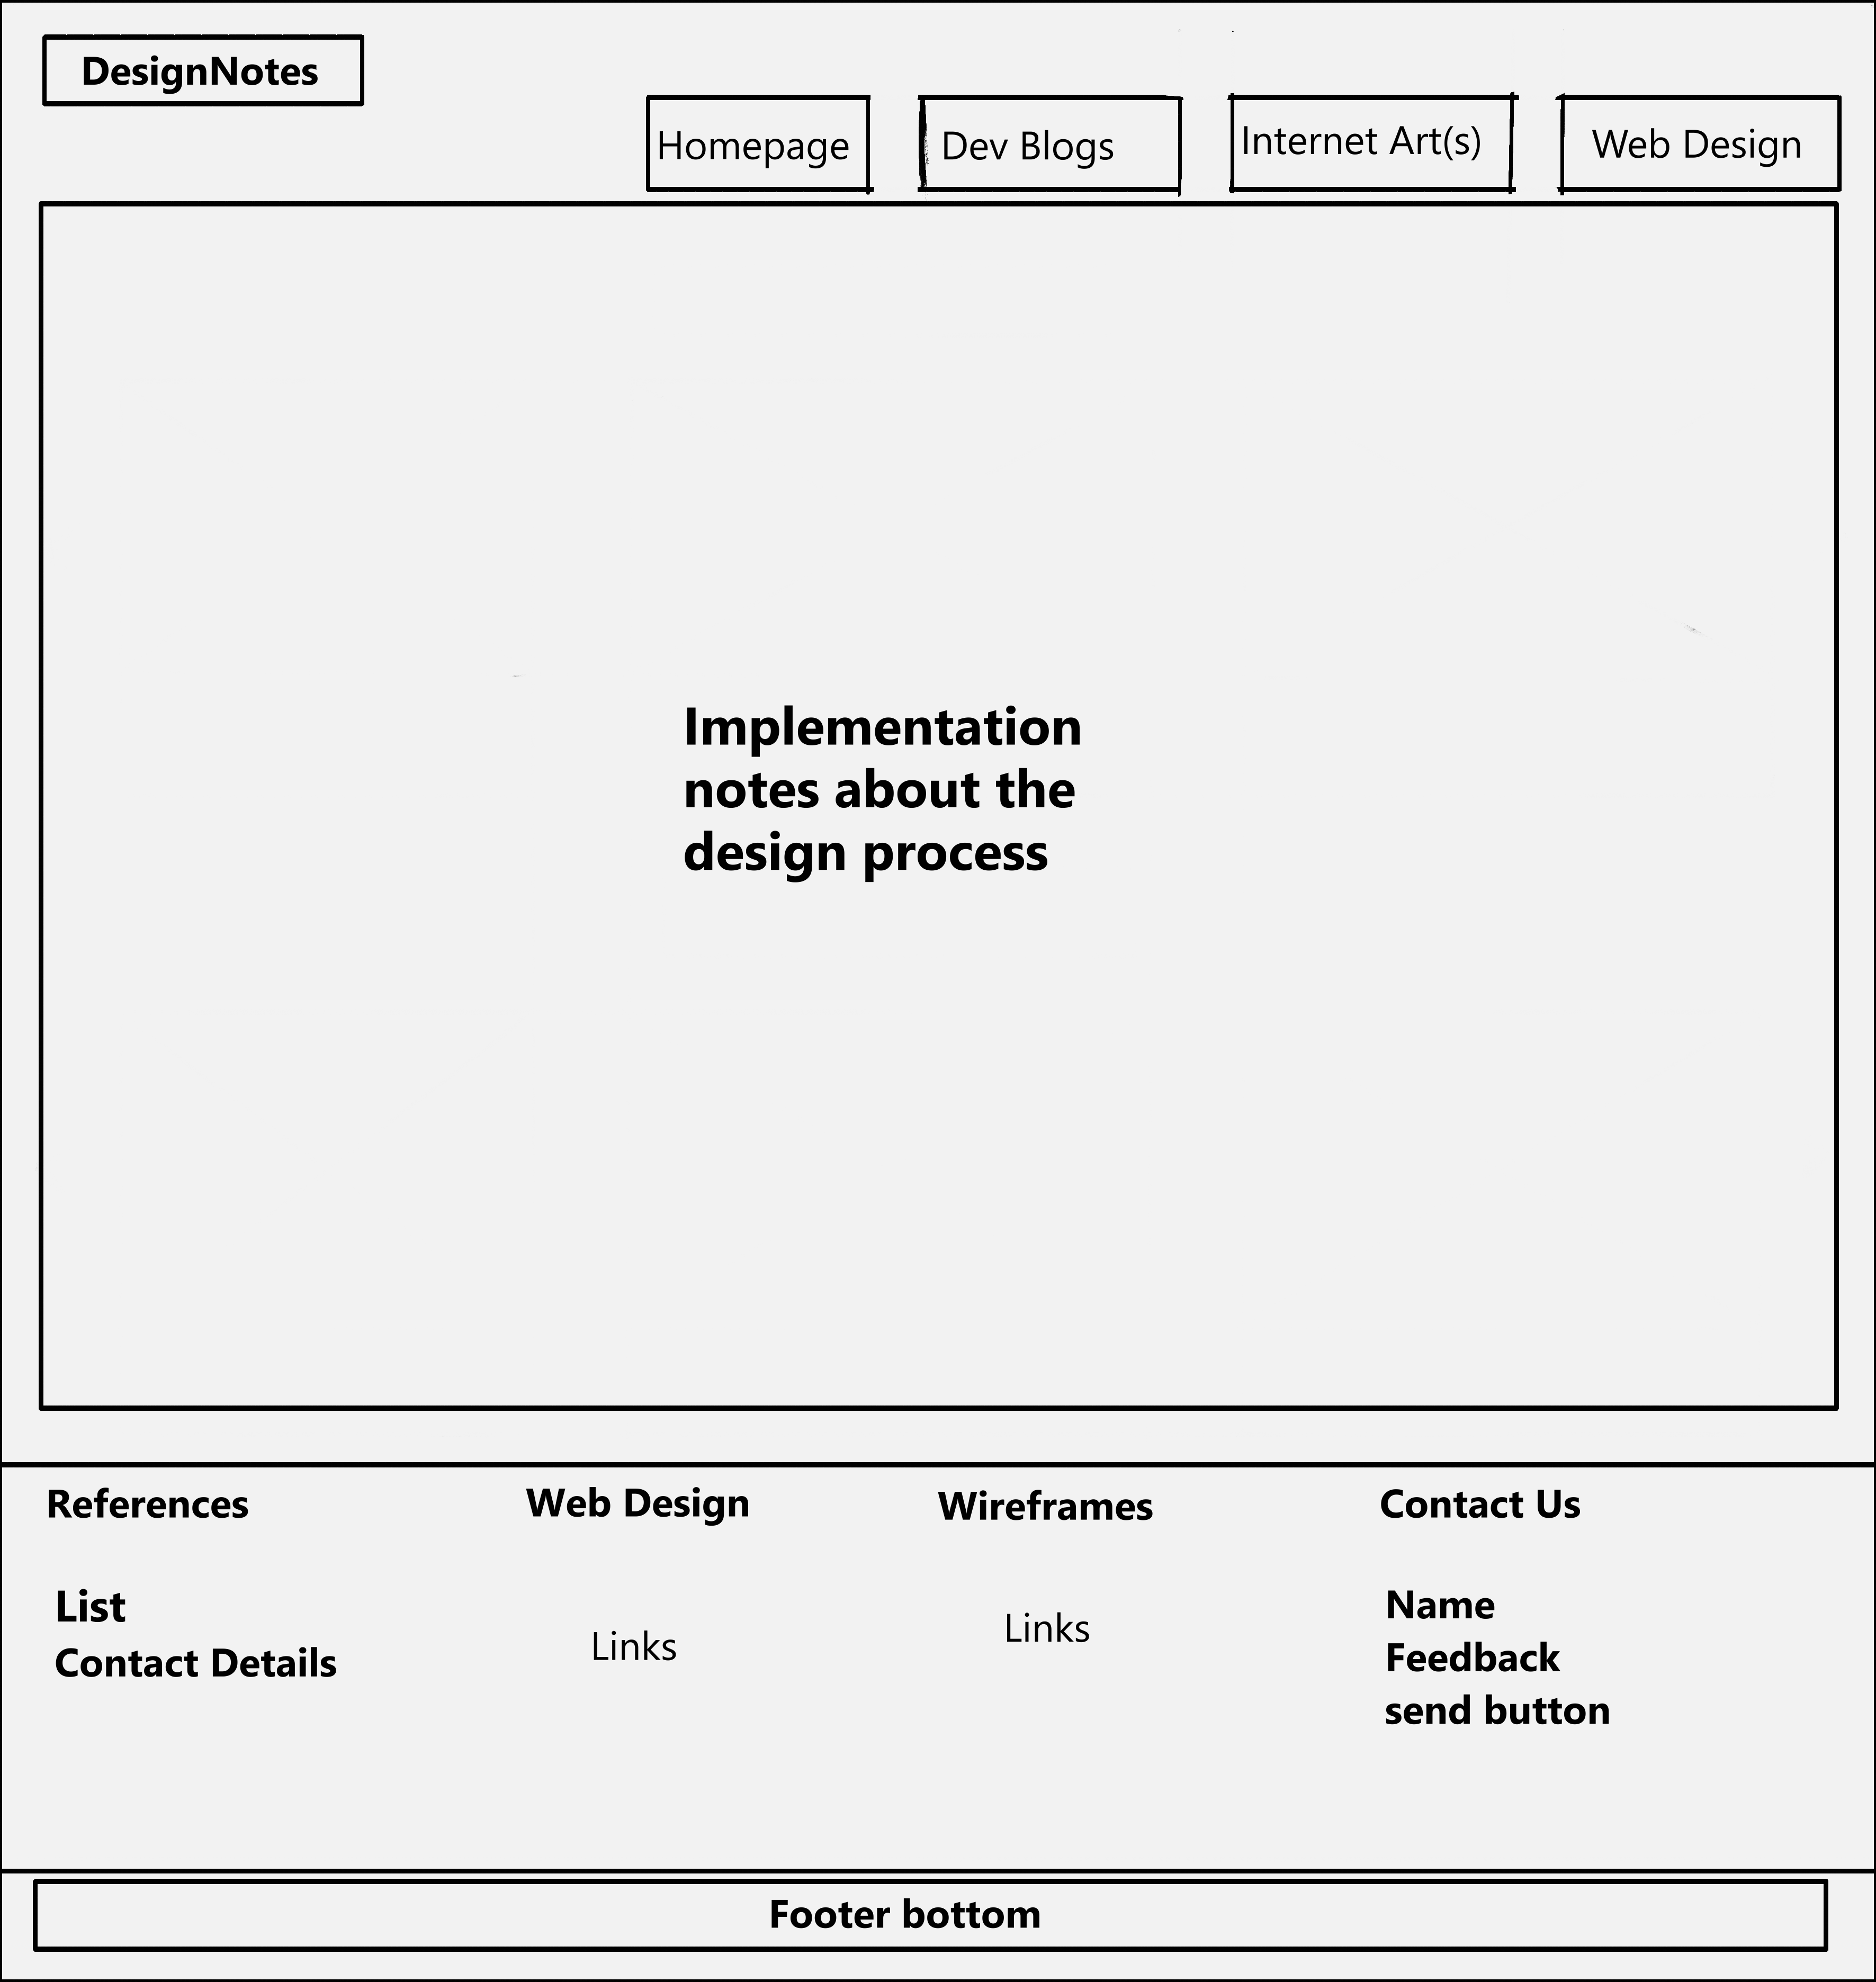 DesignNotes
Homepage
Dev Blogs
Internet Art(s)
Web Design
Implementation
notes about the
design process
References
List
Contact Details
Web Design
Links
Wireframes
Links
Contact Us
Name
Feedback
send button
Footer bottom